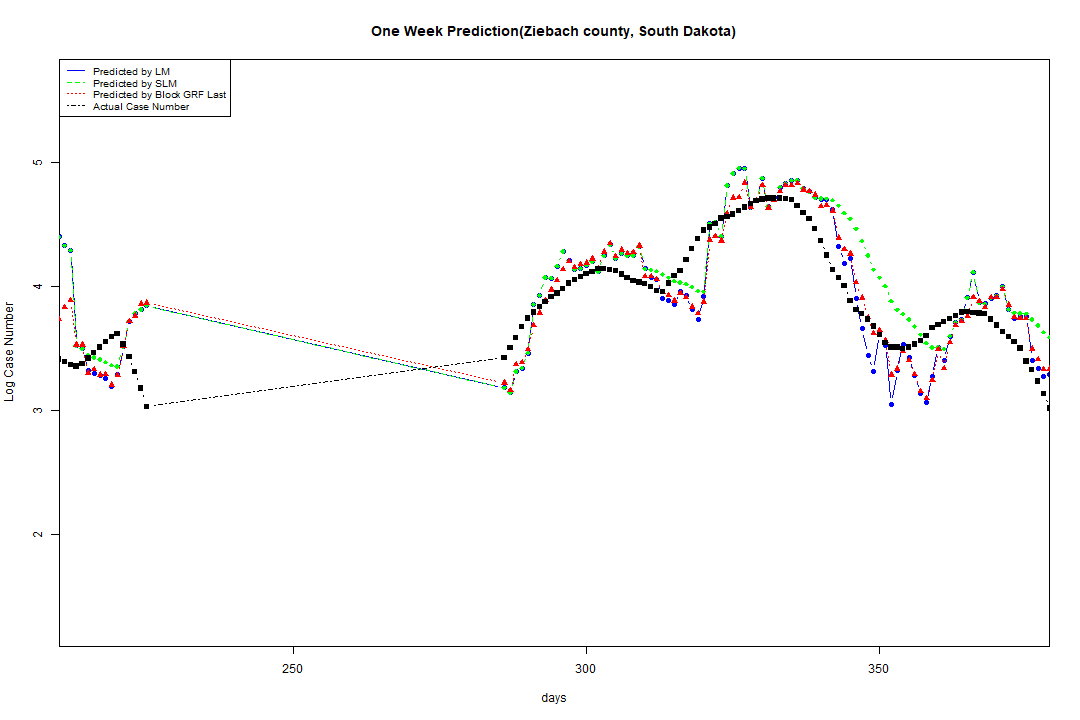 One Week Prediction(Ziebach county, South Dakota)
Predicted by LM
Predicted by SLM
Predicted by Block GRF Last
Actual Case Number
5
4
3
2
Log Case Number
250 300 350
days